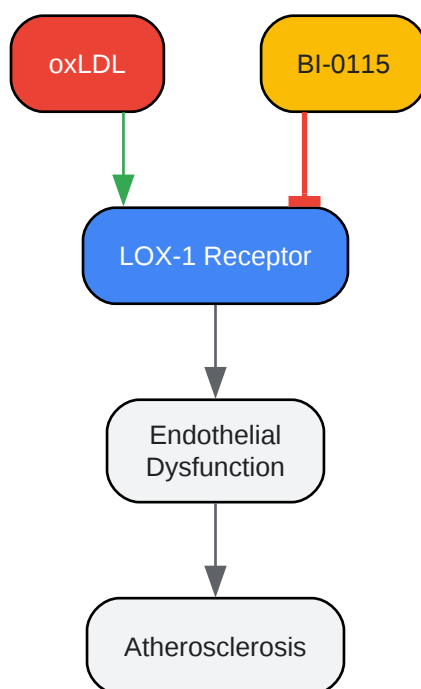 oxLDL
BI-0115
LOX-1 Receptor
Endothelial
Dysfunction
Atherosclerosis